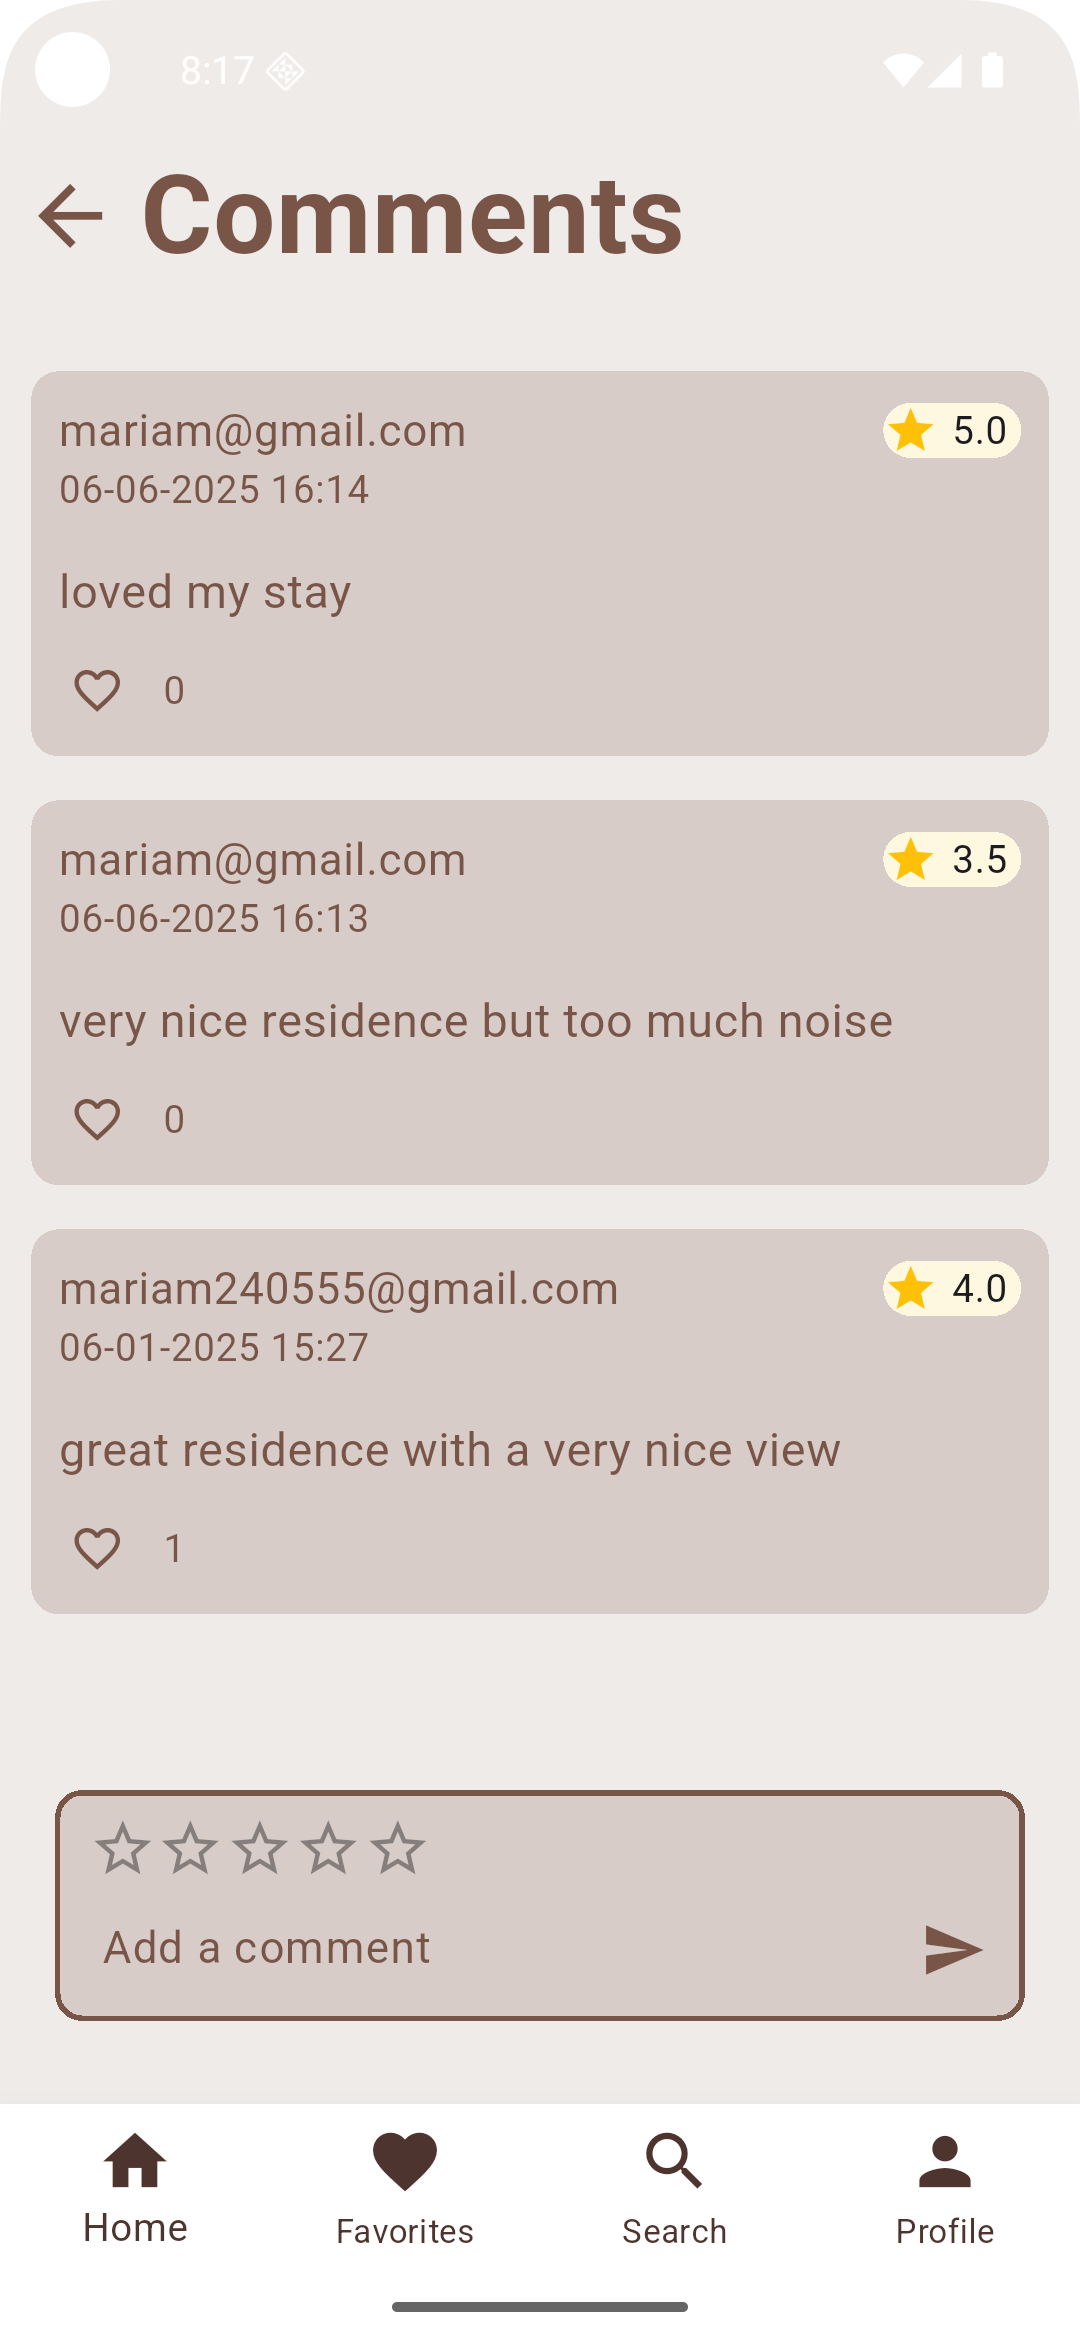 8:17
Comments
mariam@gmail.com
5.0
06-06-2025 16:14
loved my stay
0
mariam@gmail.com
3.5
06-06-2025 16:13
very nice residence but too much noise
0
mariam240555@gmail.com
4.0
06-01-2025 15:27
great residence with a very nice view
1
Add a comment
Home
Favorites
Search
Profile